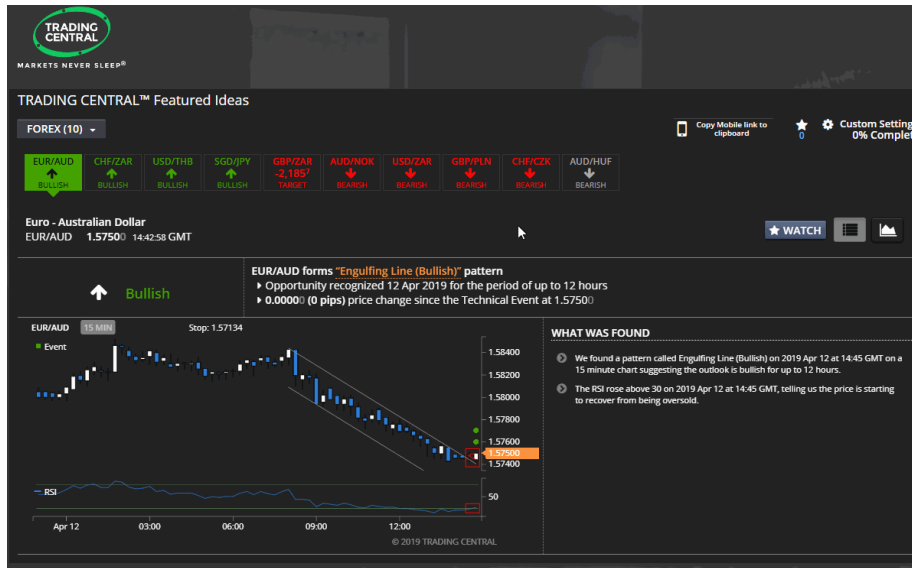 TRADING
CENTRAL
MARKETS NEVER SLEEP®
TRADING CENTRAL™ Featured Ideas
FOREX (10)
Copy Mobile link to
clipboard
0
Custom Setting
0% Complet
EUR/AUD CHF/ZAR USD/THB SGD/JPY GBP/ZAR AUD/NOK USD/ZAR GBP/PLN CHF/CZK AUD/HUF
-2,185⁷
BULLISH BULLISH BULLISH BULLISH TARGET BEARISH BEARISH BEARISH BEARISH BEARISH
Euro - Australian Dollar
EUR/AUD 1.57500 14:42:58 GMT
WATCH
Bullish
EUR/AUD forms "Engulfing Line (Bullish)" pattern
Opportunity recognized 12 Apr 2019 for the period of up to 12 hours
0.00000 (0 pips) price change since the Technical Event at 1.57500
EUR/AUD 15 MIN Stop: 1.57134
Event
1.58400
1.58200
1.58000
1.57800
1.57600
1.57500
1.57400
RSI
50
Apr 12 03:00 06:00 09:00 12:00
© 2019 TRADING CENTRAL
WHAT WAS FOUND
We found a pattern called Engulfing Line (Bullish) on 2019 Apr 12 at 14:45 GMT on a
15 minute chart suggesting the outlook is bullish for up to 12 hours.
The RSI rose above 30 on 2019 Apr 12 at 14:45 GMT, telling us the price is starting
to recover from being oversold.